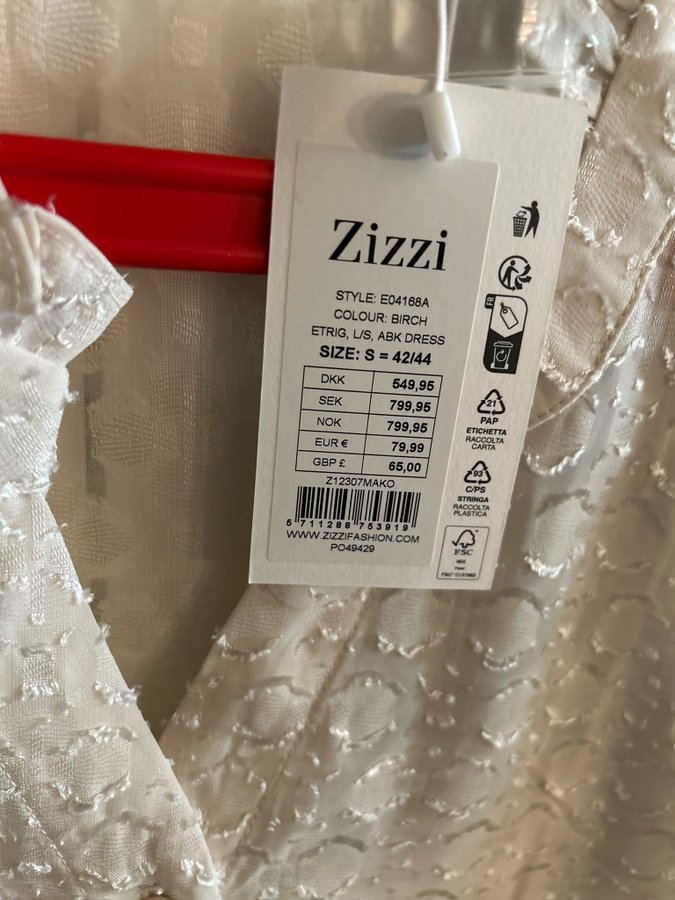 Zizzi
STYLE: E04168A
COLOUR: BIRCH
ETRIG, L/S, ABK DRESS
SIZE: S = 42/44
DKK 549,95
SEK 799,95
NOK 799,95
EUR € 79,99
GBP £ 65,00
Z12307MAKO
5 711288 753919
WWW.ZIZZIFASHION.COM
PO49429
FR
21
PAP
ETICHETTA
RACCOLTA
CARTA
93
C/PS
STRINGA
RACCOLTA
PLASTICA
FSC